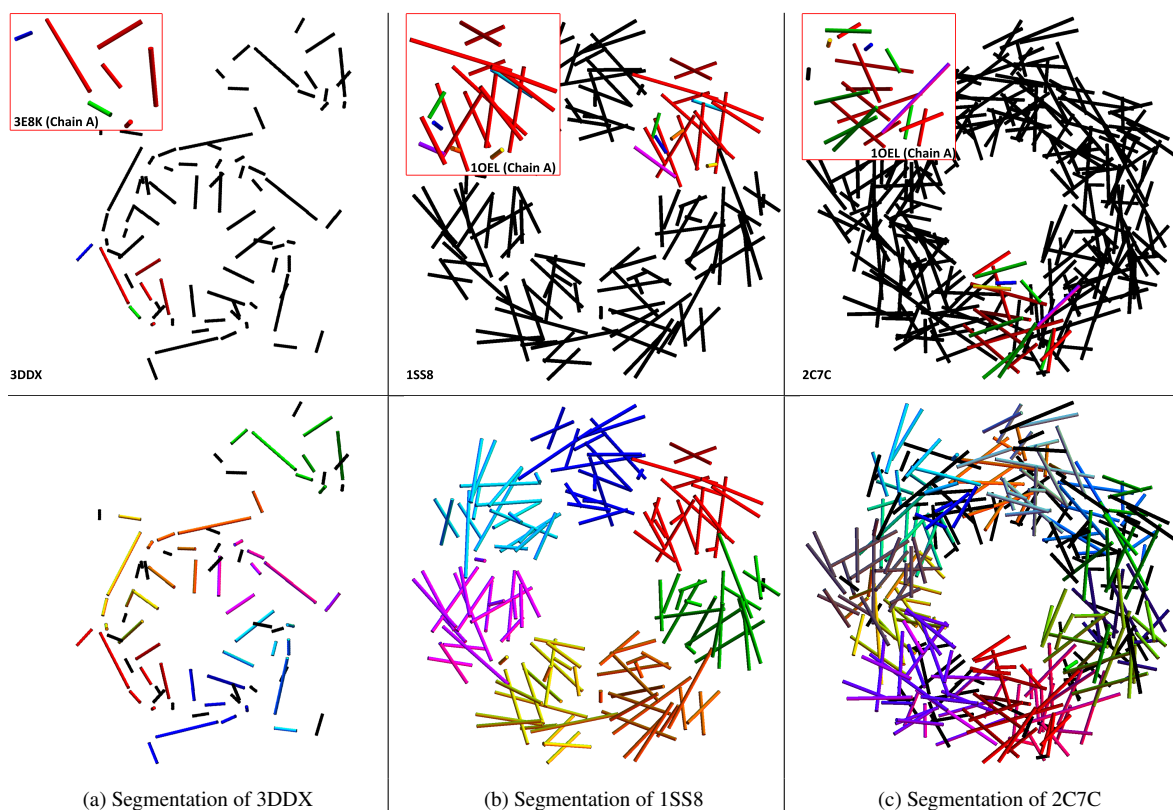 3E8K (Chain A)
3DDX
1OEL (Chain A)
1SS8
1OEL (Chain A)
2C7C
(a) Segmentation of 3DDX
(b) Segmentation of 1SS8
(c) Segmentation of 2C7C